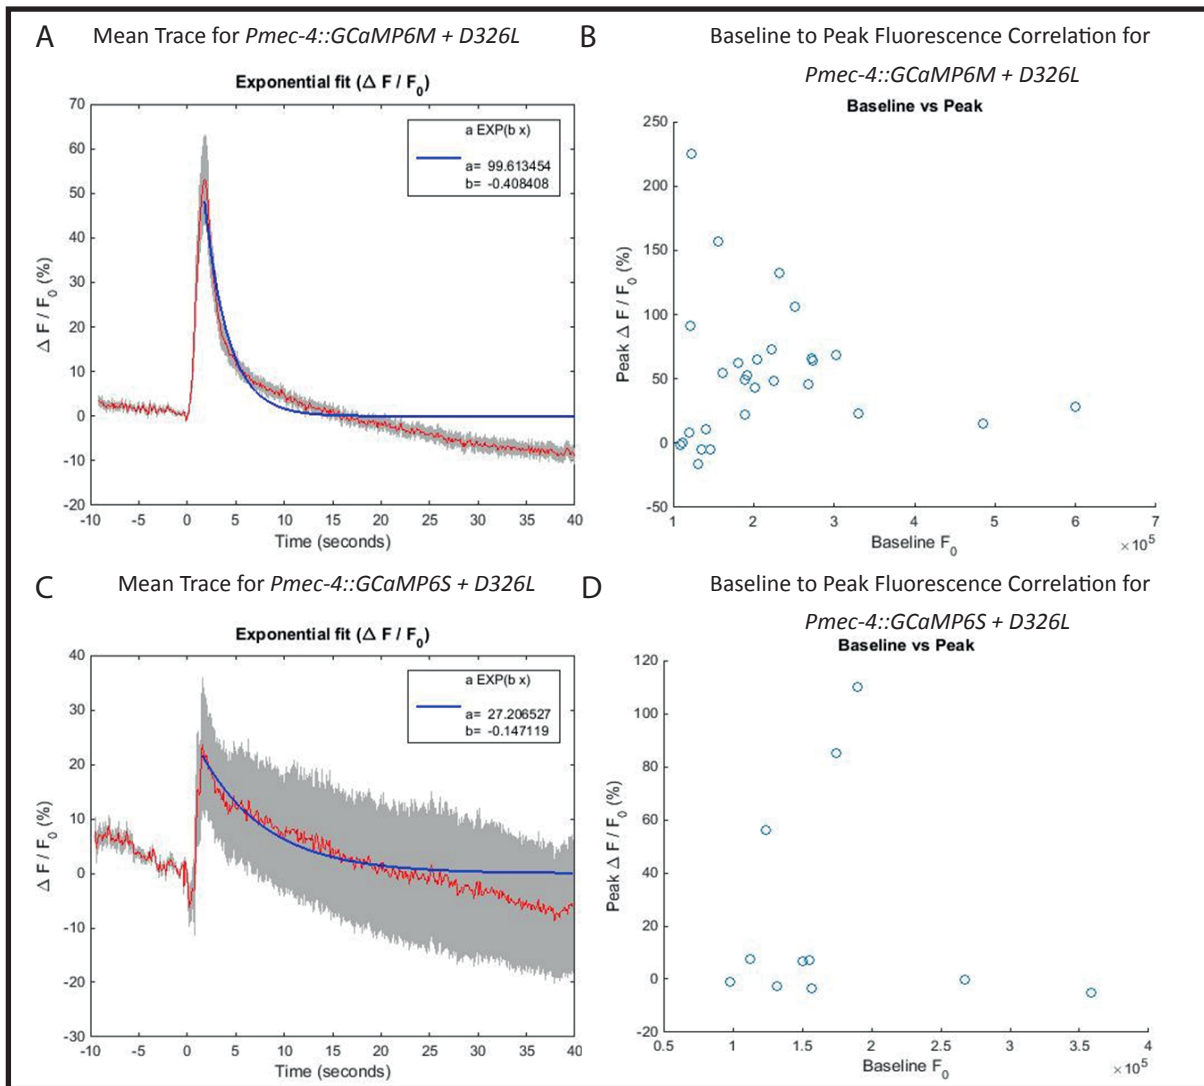 A Mean Trace for Pmec-4::GCaMP6M + D326L
Exponential fit (Δ F / F0)
a EXP(b x)
a= 99.613454
b= -0.408408
Δ F / F0 (%)
70
60
50
40
30
20
10
0
-10
-20
-10 -5 0 5 10 15 20 25 30 35 40
Time (seconds)
B Baseline to Peak Fluorescence Correlation for
Pmec-4::GCaMP6M + D326L
Baseline vs Peak
Peak Δ F / F0 (%)
250
200
150
100
50
0
-50
1 2 3 4 5 6 7
Baseline F0 ×10^5
C Mean Trace for Pmec-4::GCaMP6S + D326L
Exponential fit (Δ F / F0)
a EXP(b x)
a= 27.206527
b= -0.147119
Δ F / F0 (%)
40
30
20
10
0
-10
-20
-30
-10 -5 0 5 10 15 20 25 30 35 40
Time (seconds)
D Baseline to Peak Fluorescence Correlation for
Pmec-4::GCaMP6S + D326L
Baseline vs Peak
Peak Δ F / F0 (%)
120
100
80
60
40
20
0
-20
0.5 1 1.5 2 2.5 3 3.5 4
Baseline F0 ×10^5